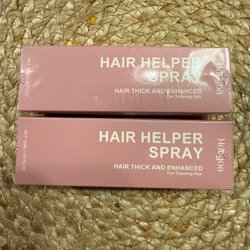 HAIR HELPER
SPRAY
HAIR THICK AND ENHANCED
For Thinning Hair
HAIR HELPER
SPRAY
HAIR THICK AND ENHANCED
For Thinning Hair